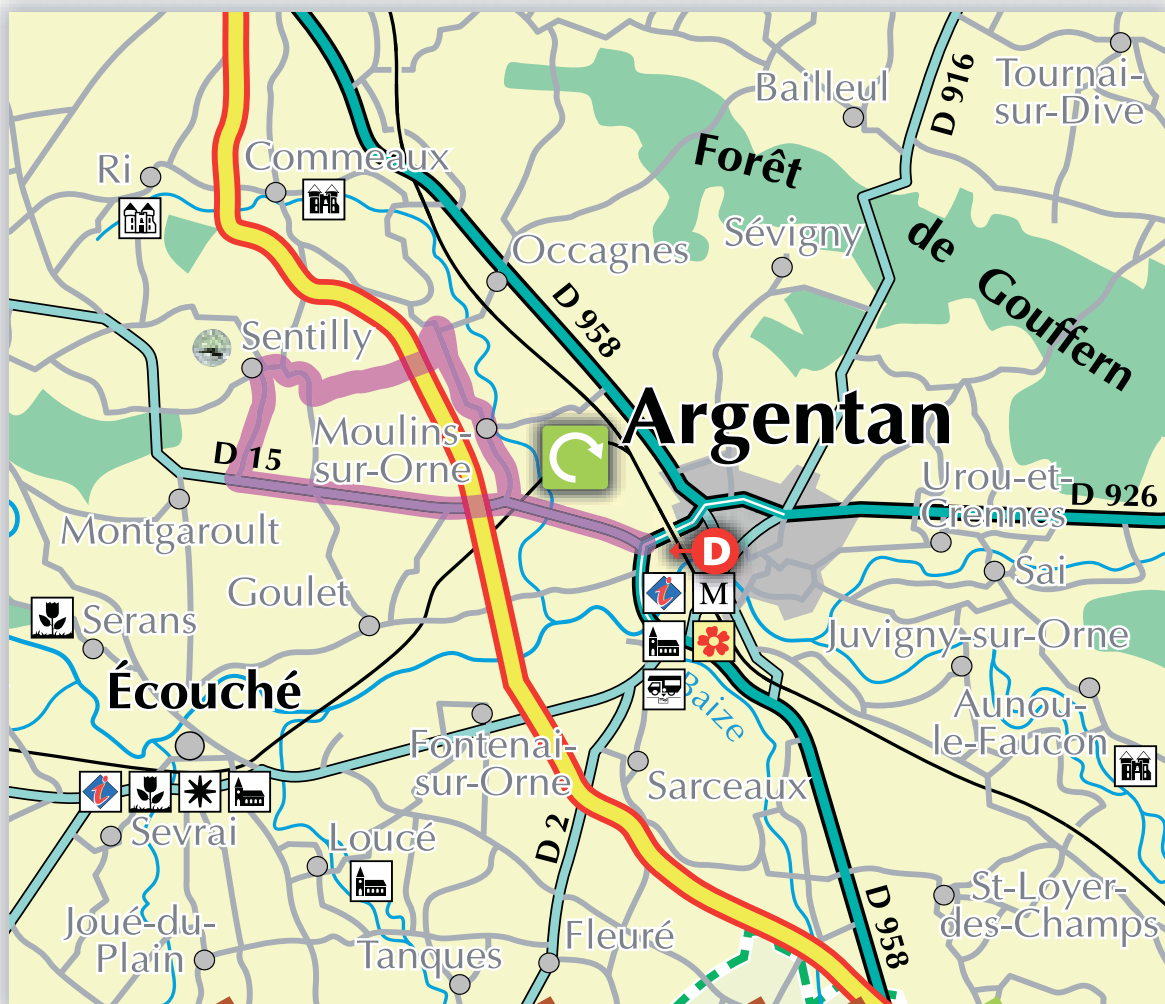 D 916
Tournai-
sur-Dive
Bailleul
Forêt
Ri
Commeaux
Sévigny
de
Occagnes
Gouffern
D 958
Sentilly
Argentan
Moulins-
sur-Orne
D 15
Urou-et-
Crennes
D 926
Montgaroult
D
Sai
Goulet
i
M
Serans
Juvigny-sur-Orne
Écouché
Baize
Aunou-
le-Faucon
Fontenai-
sur-Orne
Sarceaux
i
Sevrai
Loucé
D 2
St-Loyer-
des-Champs
Joué-du-
Plain
Tanques
Fleuré
D 958